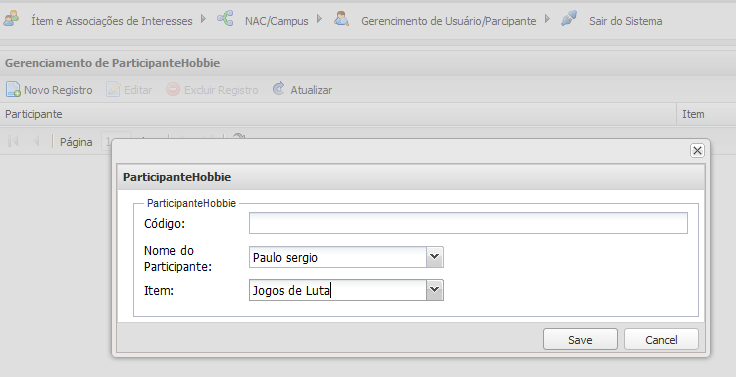 Ítem e Associações de Interesses NAC/Campus Gerencimento de Usuário/Parcipante Sair do Sistema
Gerenciamento de ParticipanteHobbie
Novo Registro Editar Excluir Registro Atualizar
Participante Item
Página 1
ParticipanteHobbie
ParticipanteHobbie
Código:
Nome do Participante: Paulo sergio
Item: Jogos de Luta
Save Cancel